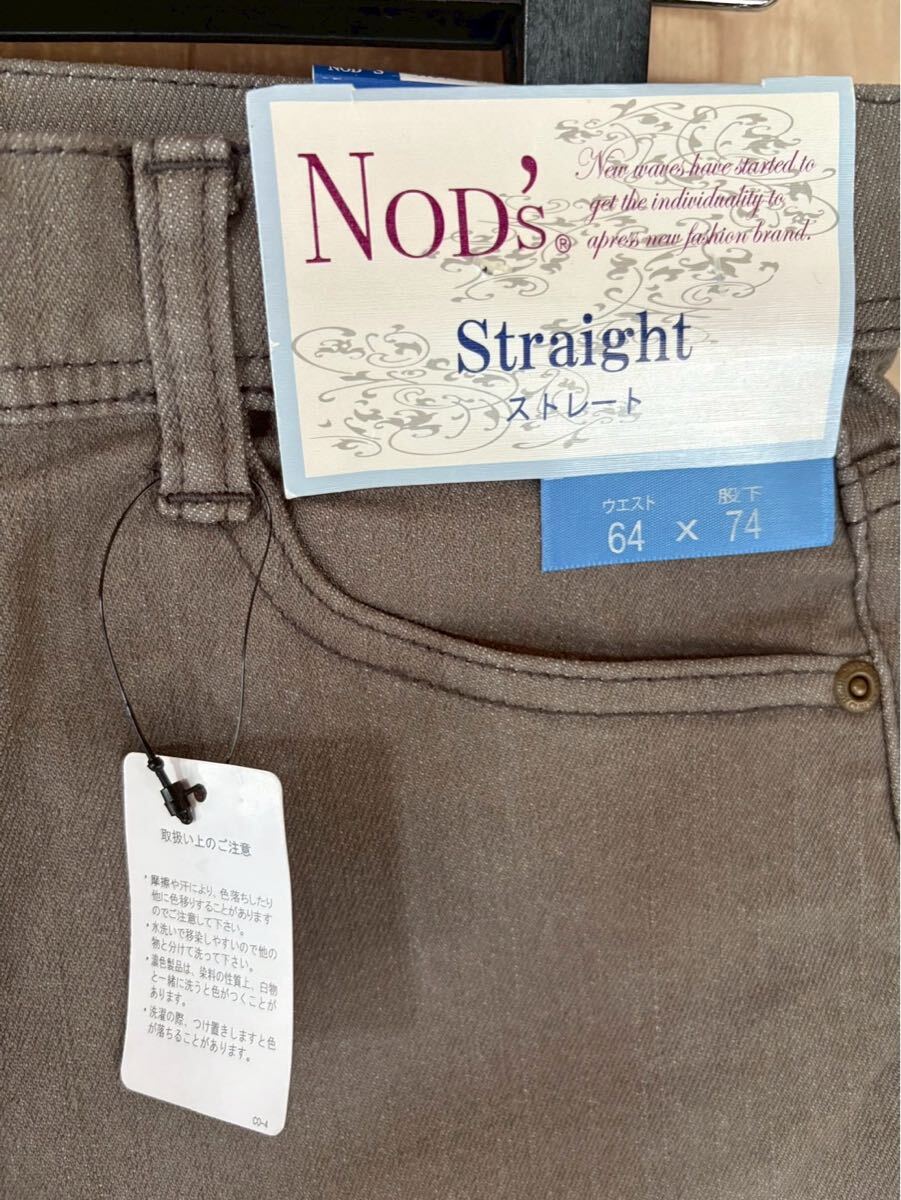 NOD'S
NOD's®
New waves have started to
get the individuality to
apress new fashion brand.
Straight
ストレート
ウエスト 股下
64 × 74
取扱い上のご注意
・摩擦や汗により、色落ちしたり
他に色移りすることがあります
のでご注意して下さい。
・水洗いで移染しやすいので他の
物と分けて洗って下さい。
・濃色製品は、染料の性質上、白物
と一緒に洗うと色がつくことが
あります。
・洗濯の際、つけ置きしますと色
が落ちることがあります。
CO-4